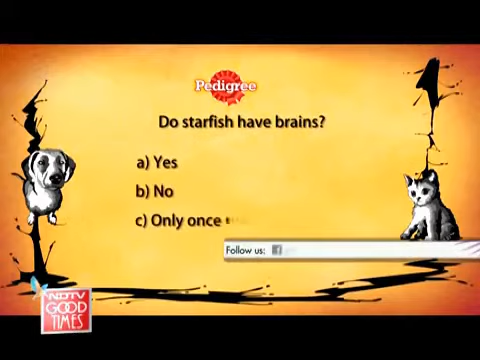 Pedigree
Do starfish have brains?
a) Yes
b) No
c) Only once
Follow us:
NDTV
GOOD
TIMES